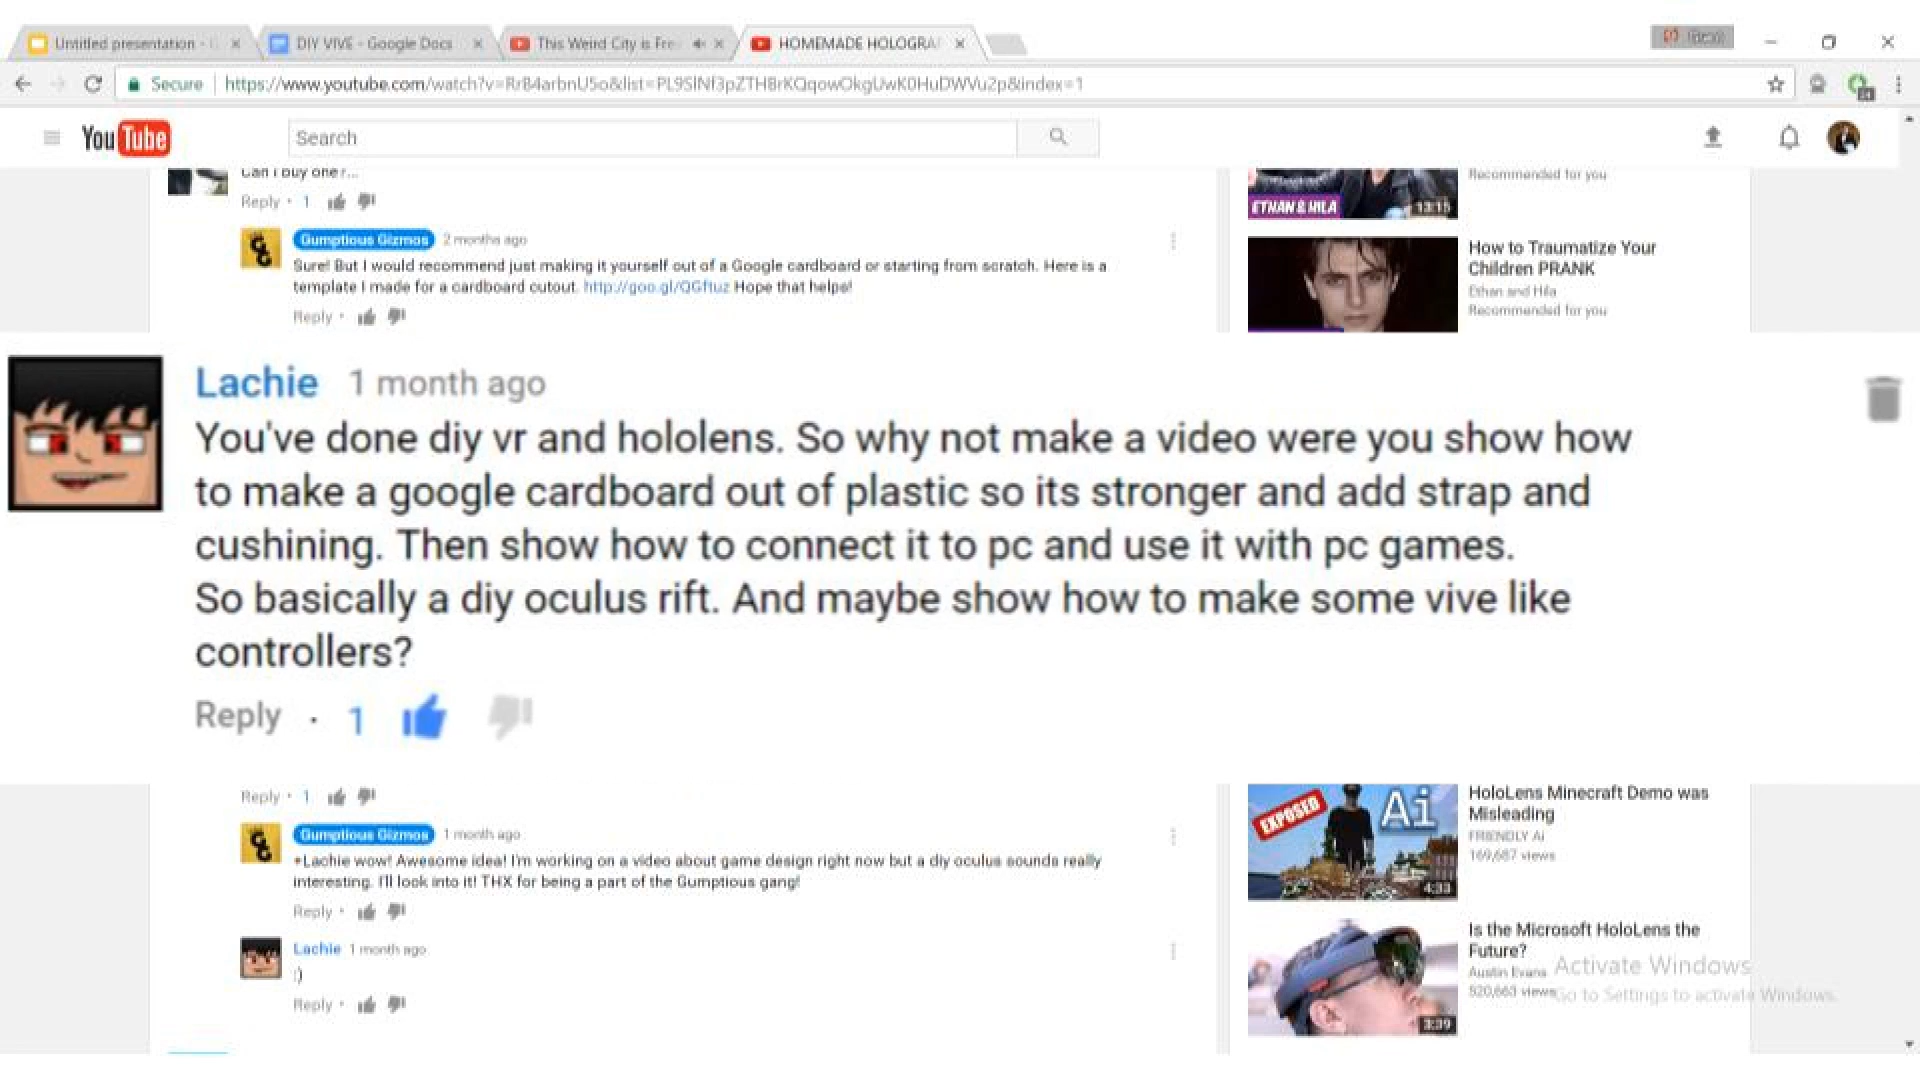 Untitled presentation - G
DIY VIVE - Google Docs
This Weird City is Fre
HOMEMADE HOLOGRA
Secure
https://www.youtube.com/watch?v=RrB4arbnU5o&list=PL9SlNf3pZTHBrKQqowOkgUwK0HuDWVu2p&index=1
YouTube
Search
Can I buy one?...
Reply · 1
Gumptious Gizmos 2 months ago
Sure! But I would recommend just making it yourself out of a Google cardboard or starting from scratch. Here is a
template I made for a cardboard cutout. http://goo.gl/QGftuz Hope that helps!
Reply ·
ETHAN & HILA
13:15
Recommended for you
How to Traumatize Your
Children PRANK
Ethan and Hila
Recommended for you
Lachie 1 month ago
You've done diy vr and hololens. So why not make a video were you show how
to make a google cardboard out of plastic so its stronger and add strap and
cushining. Then show how to connect it to pc and use it with pc games.
So basically a diy oculus rift. And maybe show how to make some vive like
controllers?
Reply · 1
Reply · 1
Gumptious Gizmos 1 month ago
+Lachie wow! Awesome idea! I'm working on a video about game design right now but a diy oculus sounds really
interesting. I'll look into it! THX for being a part of the Gumptious gang!
Reply ·
Lachie 1 month ago
:)
Reply ·
EXPOSED
Ai
4:33
HoloLens Minecraft Demo was
Misleading
FRIENDLY Ai
169,687 views
3:39
Is the Microsoft HoloLens the
Future?
Austin Evans
520,663 views
Activate Windows
Go to Settings to activate Windows.